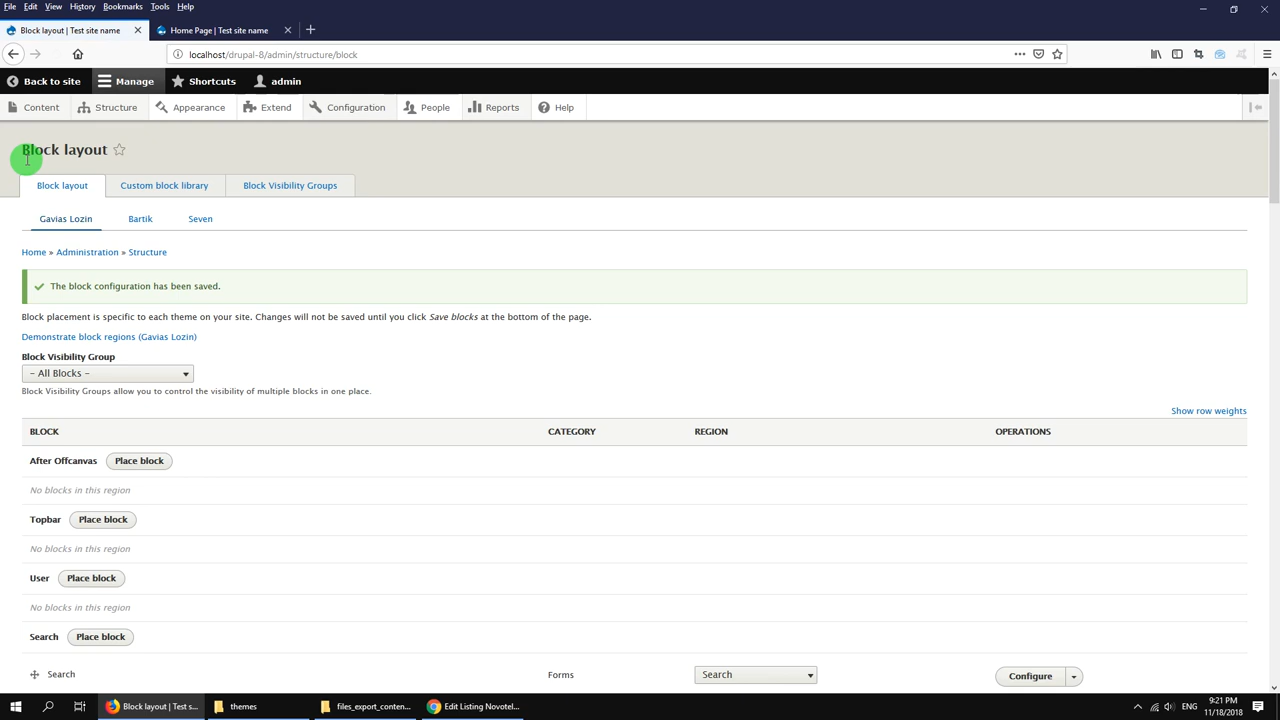 File Edit View History Bookmarks Tools Help
Block layout | Test site name
Home Page | Test site name
localhost/drupal-8/admin/structure/block
Back to site Manage Shortcuts admin
Content Structure Appearance Extend Configuration People Reports Help
Block layout
Block layout Custom block library Block Visibility Groups
Gavias Lozin Bartik Seven
Home » Administration » Structure
The block configuration has been saved.
Block placement is specific to each theme on your site. Changes will not be saved until you click Save blocks at the bottom of the page.
Demonstrate block regions (Gavias Lozin)
Block Visibility Group
- All Blocks -
Block Visibility Groups allow you to control the visibility of multiple blocks in one place.
Show row weights
BLOCK CATEGORY REGION OPERATIONS
After Offcanvas Place block
No blocks in this region
Topbar Place block
No blocks in this region
User Place block
No blocks in this region
Search Place block
Search Forms Search Configure
Block layout | Test s... themes files_export_conten... Edit Listing Novotel... ENG
9:21 PM
11/18/2018